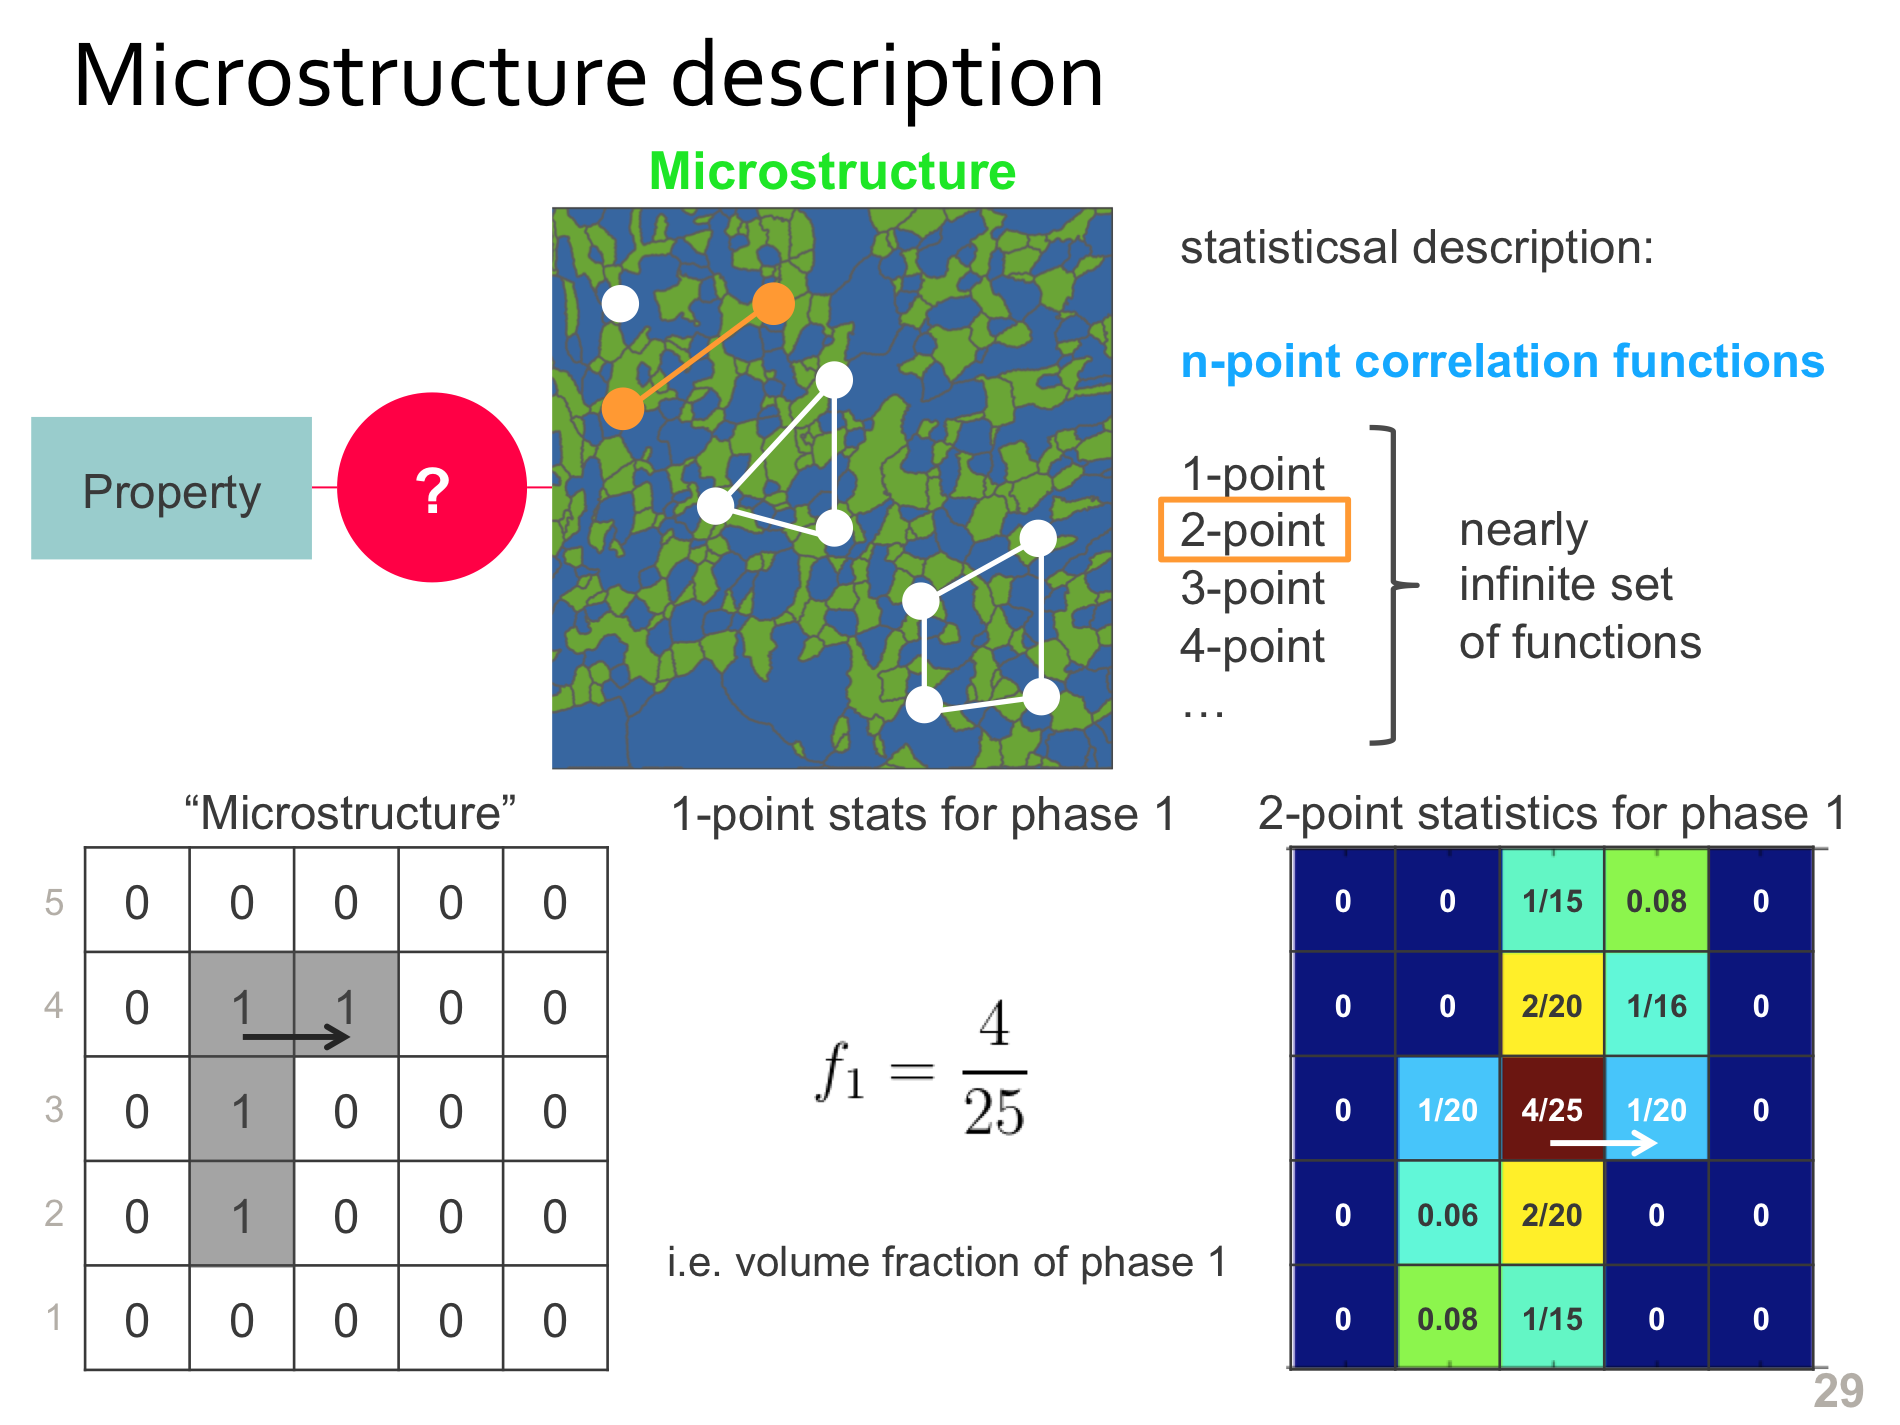 Microstructure description
Microstructure
statisticsal description:
n-point correlation functions
Property
?
1-point
2-point
3-point
4-point
…
nearly
infinite set
of functions
“Microstructure”
5 0 0 0 0 0
4 0 1 1 0 0
3 0 1 0 0 0
2 0 1 0 0 0
1 0 0 0 0 0
1-point stats for phase 1
f₁ = 4/25
i.e. volume fraction of phase 1
2-point statistics for phase 1
0 0 1/15 0.08 0
0 0 2/20 1/16 0
0 1/20 4/25 1/20 0
0 0.06 2/20 0 0
0 0.08 1/15 0 0
29